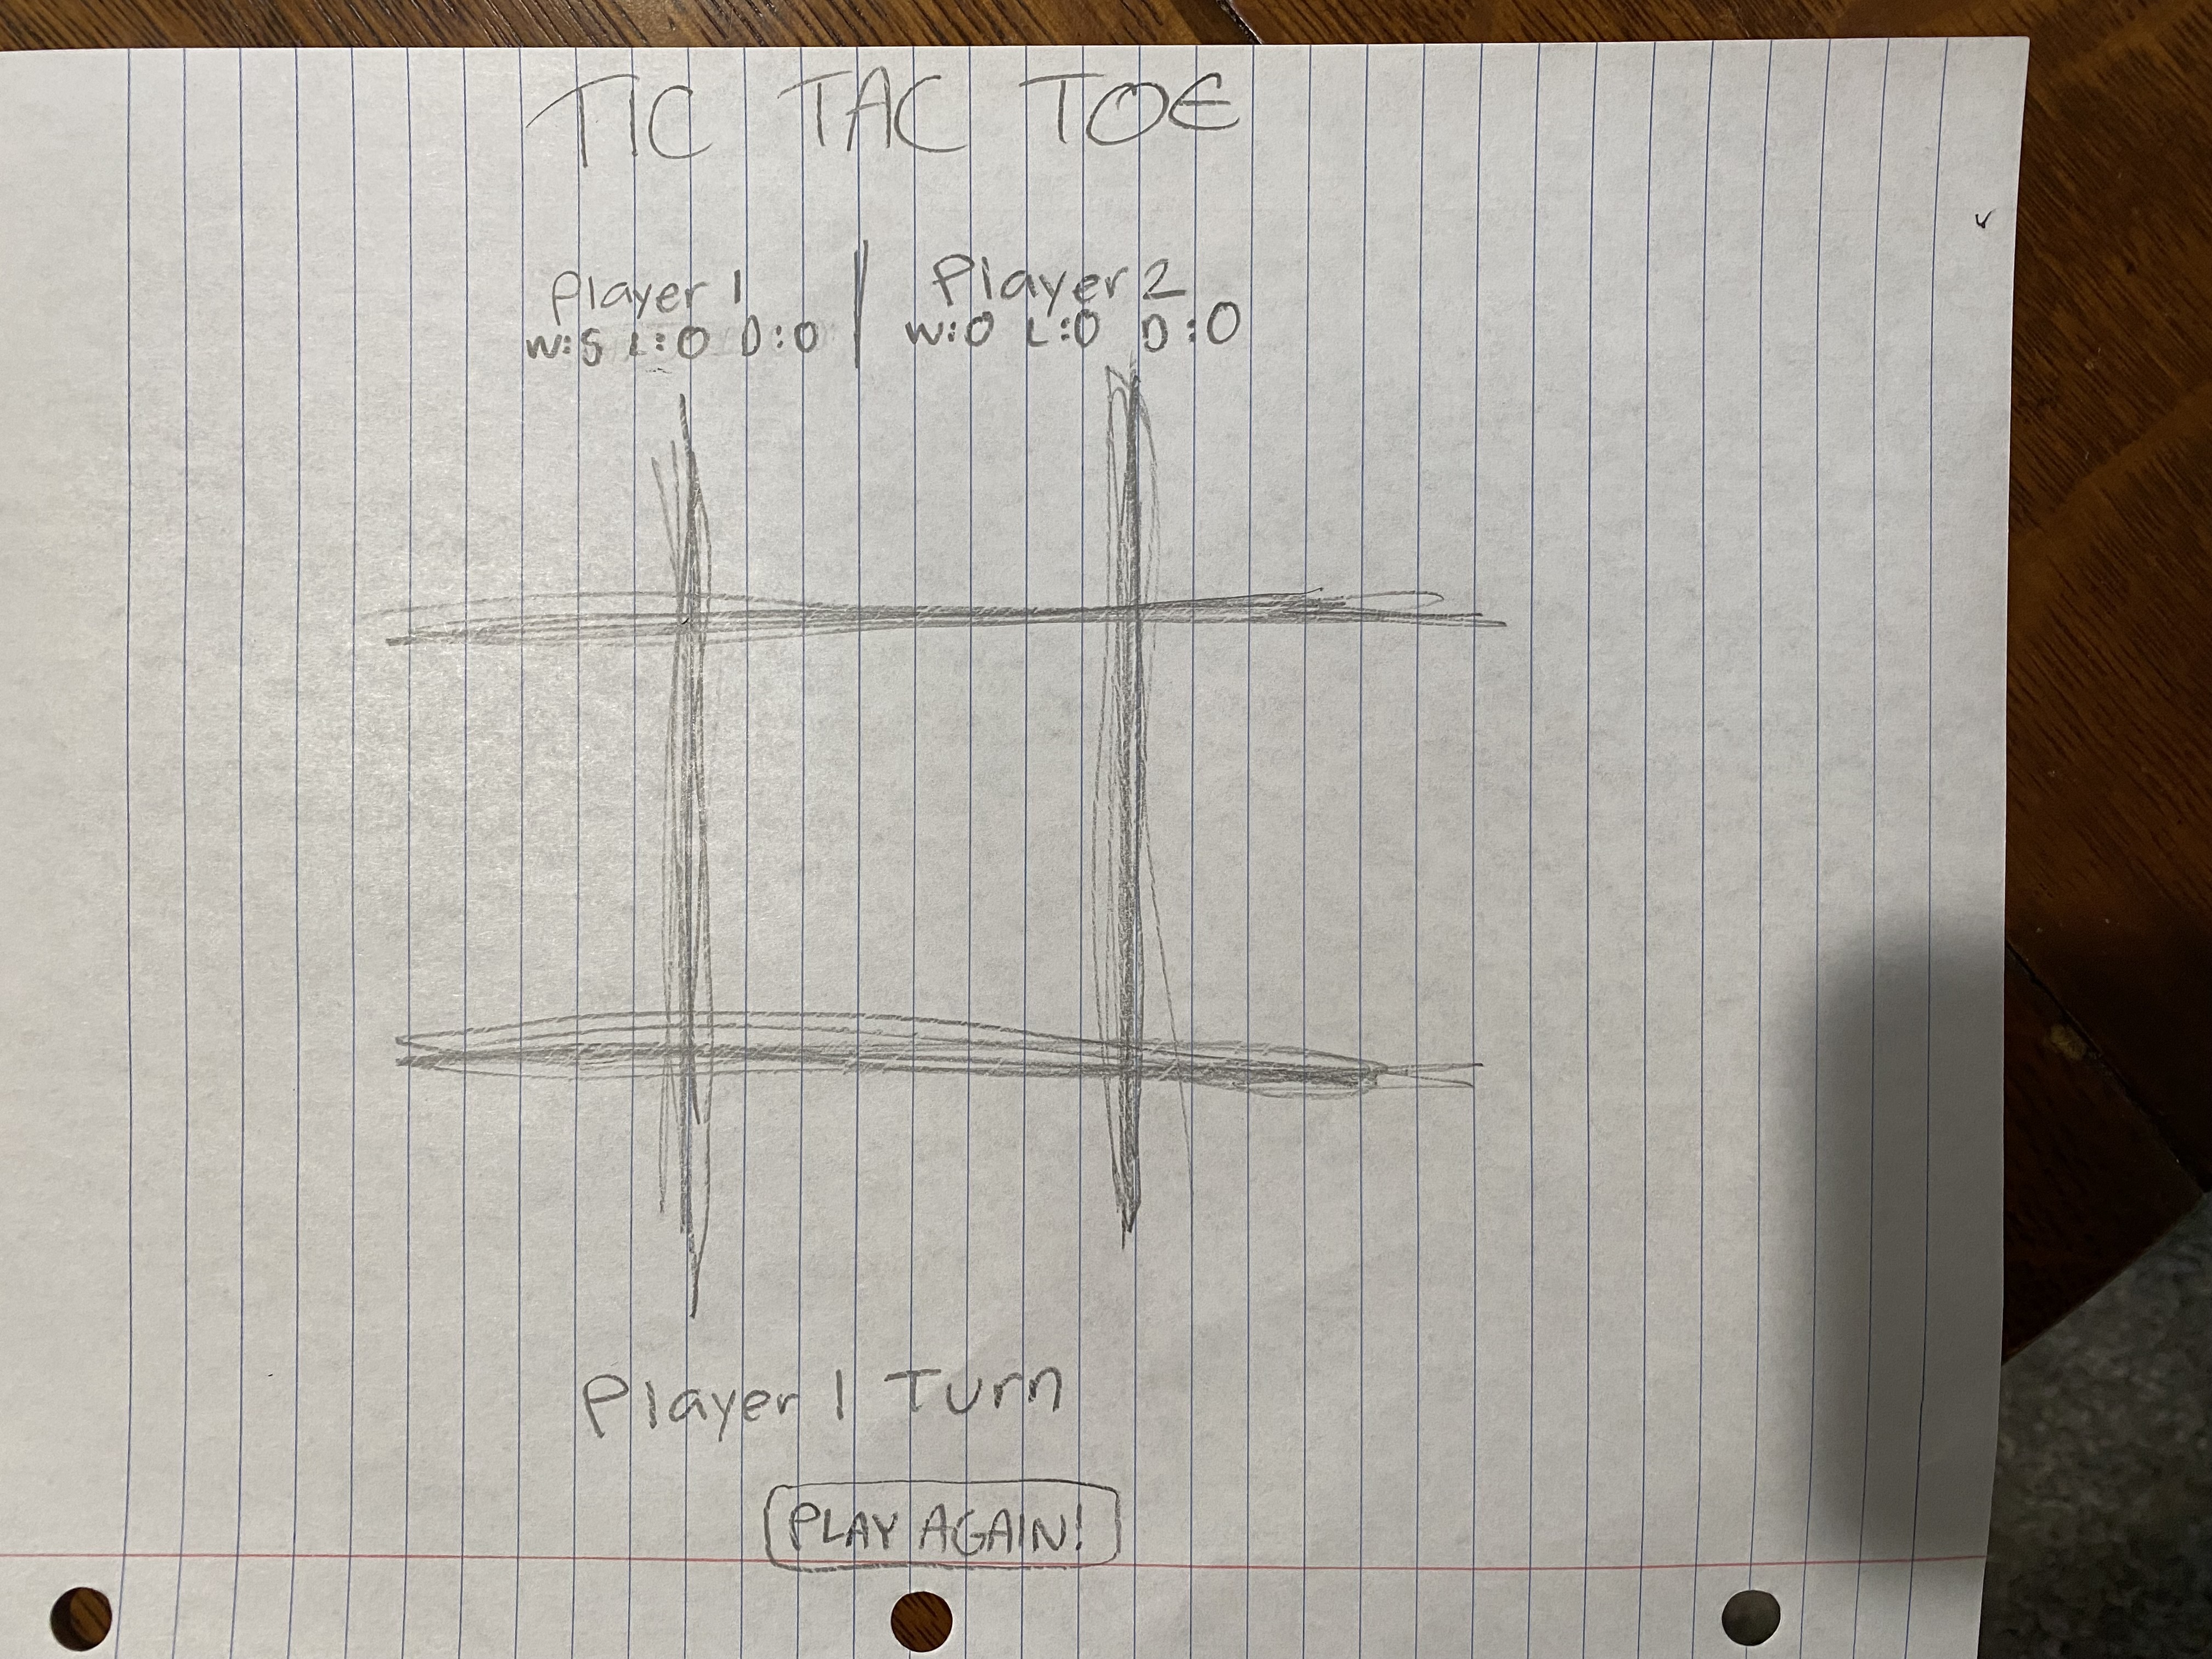 TIC TAC TOE
Player 1 | Player 2
W:5 L:0 D:0 | W:0 L:0 D:0
Player 1 Turn
PLAY AGAIN!